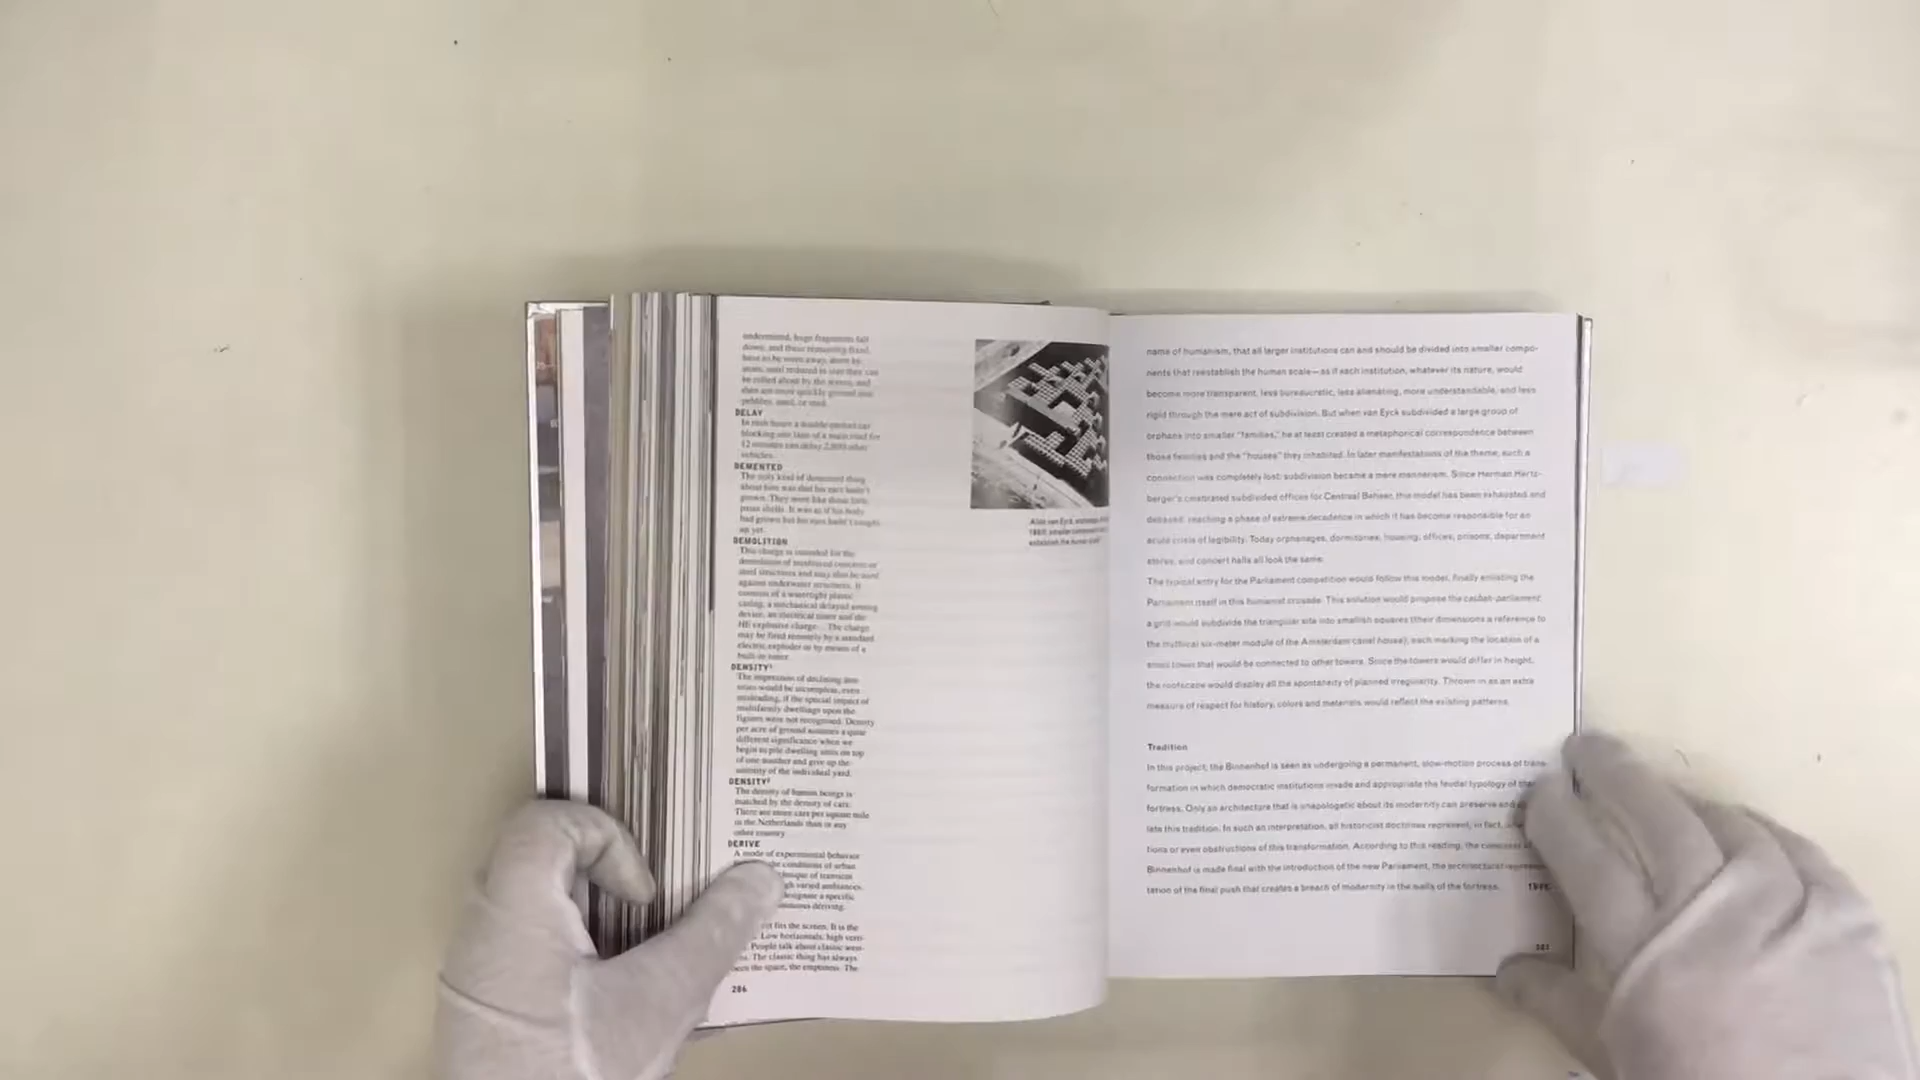 undermined, huge fragments fall
down, and these remaining fixed,
have to be worn away, atom by
atom, until reduced in size they can
be rolled about by the waves, and
then are more quickly ground into
pebbles, sand, or mud.
DELAY
In rush hours a double-parked car
blocking one lane of a main road for
12 minutes can delay 2,800 other
vehicles.
DEMENTED
The only kind of demented thing
about him was that his ears hadn't
grown. They were like those little
pasta shells. It was as if his body
had grown but his ears hadn't caught
up yet.
DEMOLITION
This charge is intended for the
demolition of reinforced concrete or
steel structures and may also be used
against underwater structures. It
consists of a watertight plastic
casing, a mechanical delayed arming
device, an electrical timer and the
HE explosive charge... The charge
may be fired remotely by a standard
electric exploder or by means of a
built-in timer.
DENSITY¹
The impression of declining den-
sities would be incomplete, even
misleading, if the special impact of
multifamily dwellings upon the
figures were not recognised. Density
per acre of ground assumes a quite
different significance when we
begin to pile dwelling units on top
of one another and give up the
amenity of the individual yard.
DENSITY²
The density of human beings is
matched by the density of cars:
There are more cars per square mile
in the Netherlands than in any
other country.
DERIVE
A mode of experimental behavior
the conditions of urban
technique of transient
varied ambiances.
designate a specific
continuous deriving.
fits the screen. It is the
Low horizontals, high verti-
People talk about classic west-
The classic thing has always
been the space, the emptiness. The
286
Aldo van Eyck, orphanage,
1960: smaller components
establish the human scale
name of humanism, that all larger institutions can and should be divided into smaller compo-
nents that reestablish the human scale—as if each institution, whatever its nature, would
become more transparent, less bureaucratic, less alienating, more understandable, and less
rigid through the mere act of subdivision. But when van Eyck subdivided a large group of
orphans into smaller "families," he at least created a metaphorical correspondence between
those families and the "houses" they inhabited. In later manifestations of the theme, such a
connection was completely lost: subdivision became a mere mannerism. Since Herman Hertz-
berger's celebrated subdivided offices for Centraal Beheer, this model has been exhausted and
debased, reaching a phase of extreme decadence in which it has become responsible for an
acute crisis of legibility. Today orphanages, dormitories, housing, offices, prisons, department
stores, and concert halls all look the same.
The typical entry for the Parliament competition would follow this model, finally enlisting the
Parliament itself in this humanist crusade. This solution would propose the casbah-parliament:
a grid would subdivide the triangular site into smallish squares (their dimensions a reference to
the mythical six-meter module of the Amsterdam canal house), each marking the location of a
small tower that would be connected to other towers. Since the towers would differ in height,
the roofscape would display all the spontaneity of planned irregularity. Thrown in as an extra
measure of respect for history, colors and materials would reflect the existing patterns.
Tradition
In this project, the Binnenhof is seen as undergoing a permanent, slow-motion process of trans-
formation in which democratic institutions invade and appropriate the feudal typology of the
fortress. Only an architecture that is unapologetic about its modernity can preserve and
late this tradition. In such an interpretation, all historicist doctrines represent, in fact,
tions or even obstructions of this transformation. According to this reading, the conquest of
Binnenhof is made final with the introduction of the new Parliament, the architectural represen-
tation of the final push that creates a breach of modernity in the walls of the fortress.